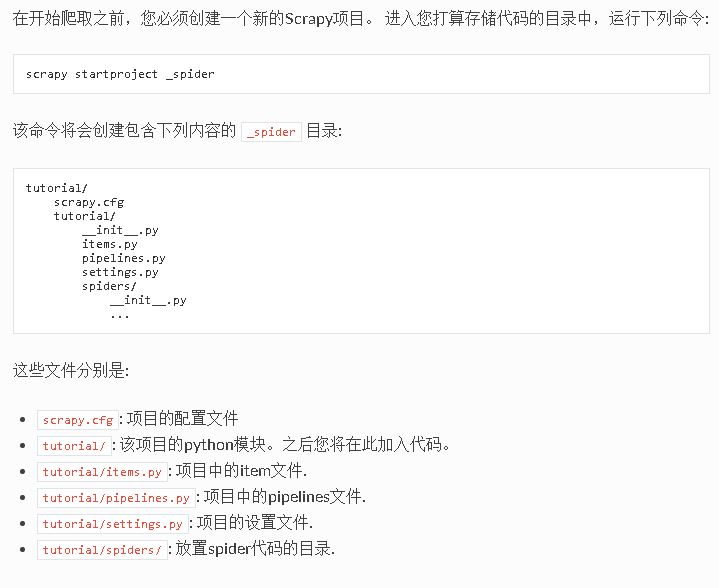 在开始爬取之前，您必须创建一个新的Scrapy项目。 进入您打算存储代码的目录中，运行下列命令:
scrapy startproject _spider
该命令将会创建包含下列内容的 _spider 目录:
tutorial/
    scrapy.cfg
    tutorial/
        __init__.py
        items.py
        pipelines.py
        settings.py
        spiders/
            __init__.py
            ...
这些文件分别是:
• scrapy.cfg: 项目的配置文件
• tutorial/: 该项目的python模块。之后您将在此加入代码。
• tutorial/items.py: 项目中的item文件.
• tutorial/pipelines.py: 项目中的pipelines文件.
• tutorial/settings.py: 项目的设置文件.
• tutorial/spiders/: 放置spider代码的目录.